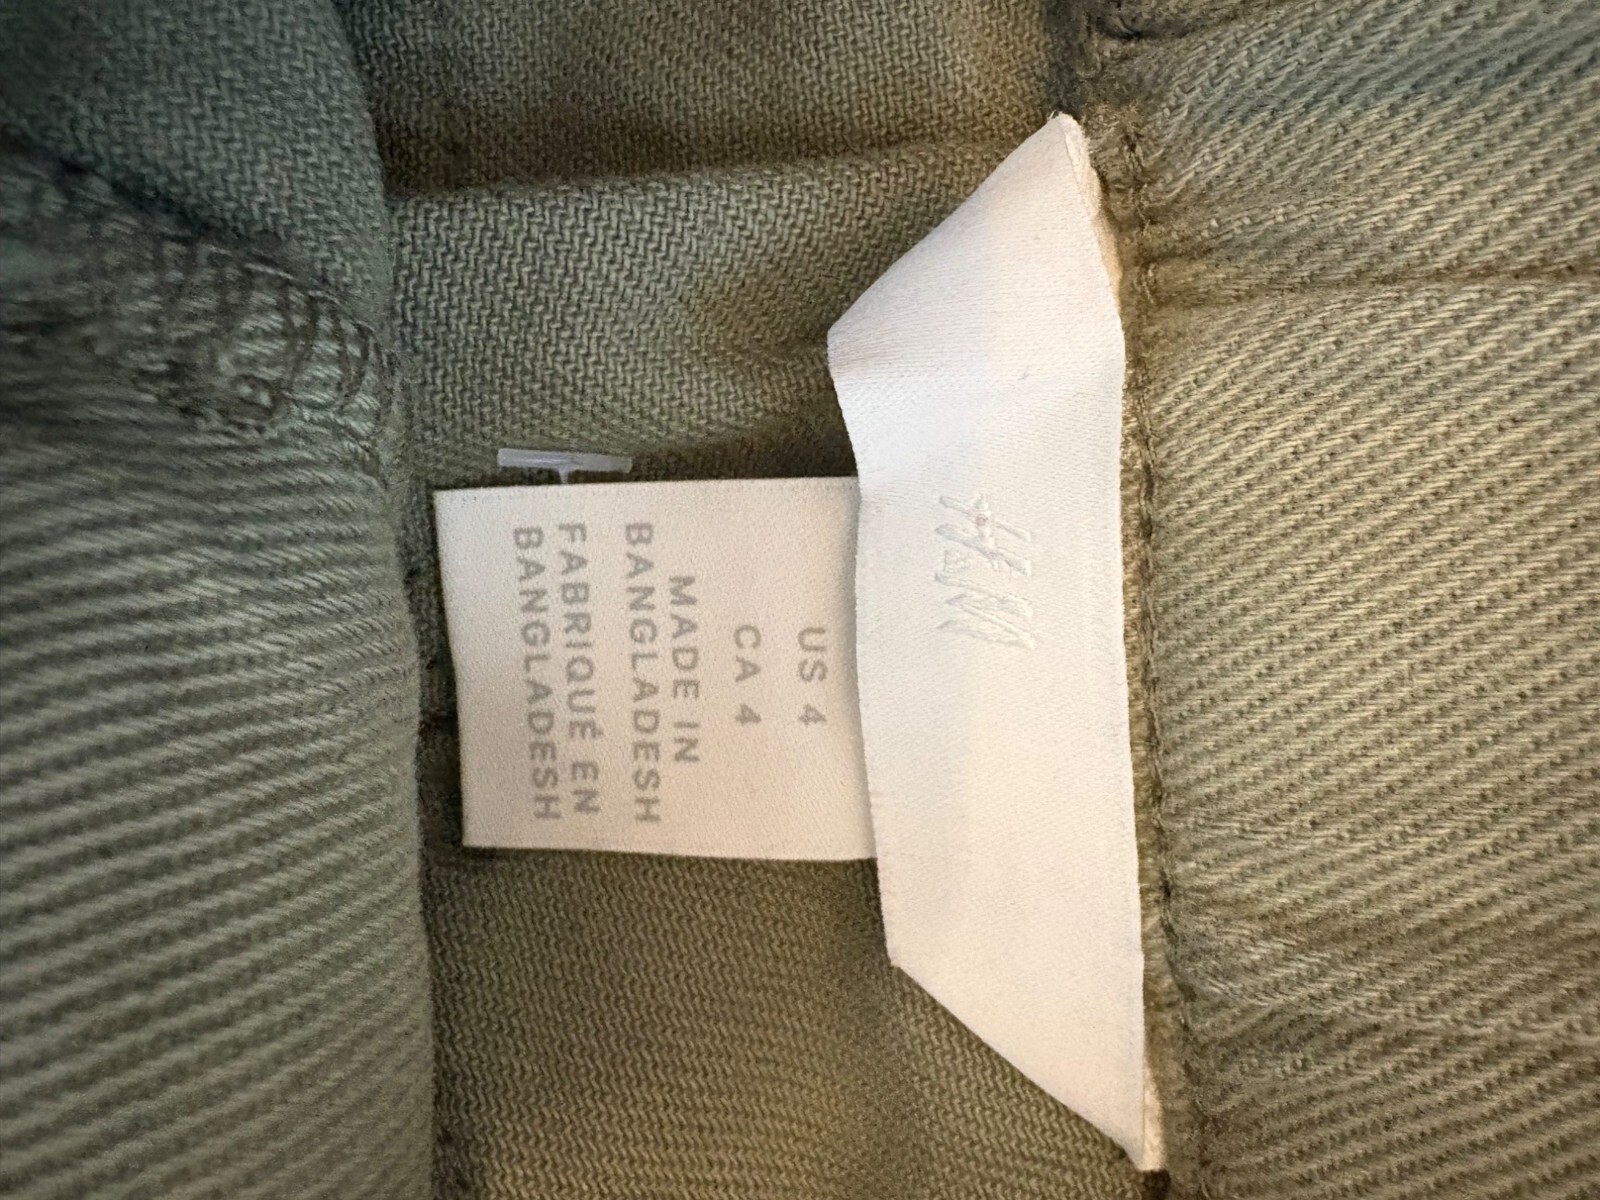 H&M
US 4
CA 4
MADE IN
BANGLADESH
FABRIQUÉ EN
BANGLADESH